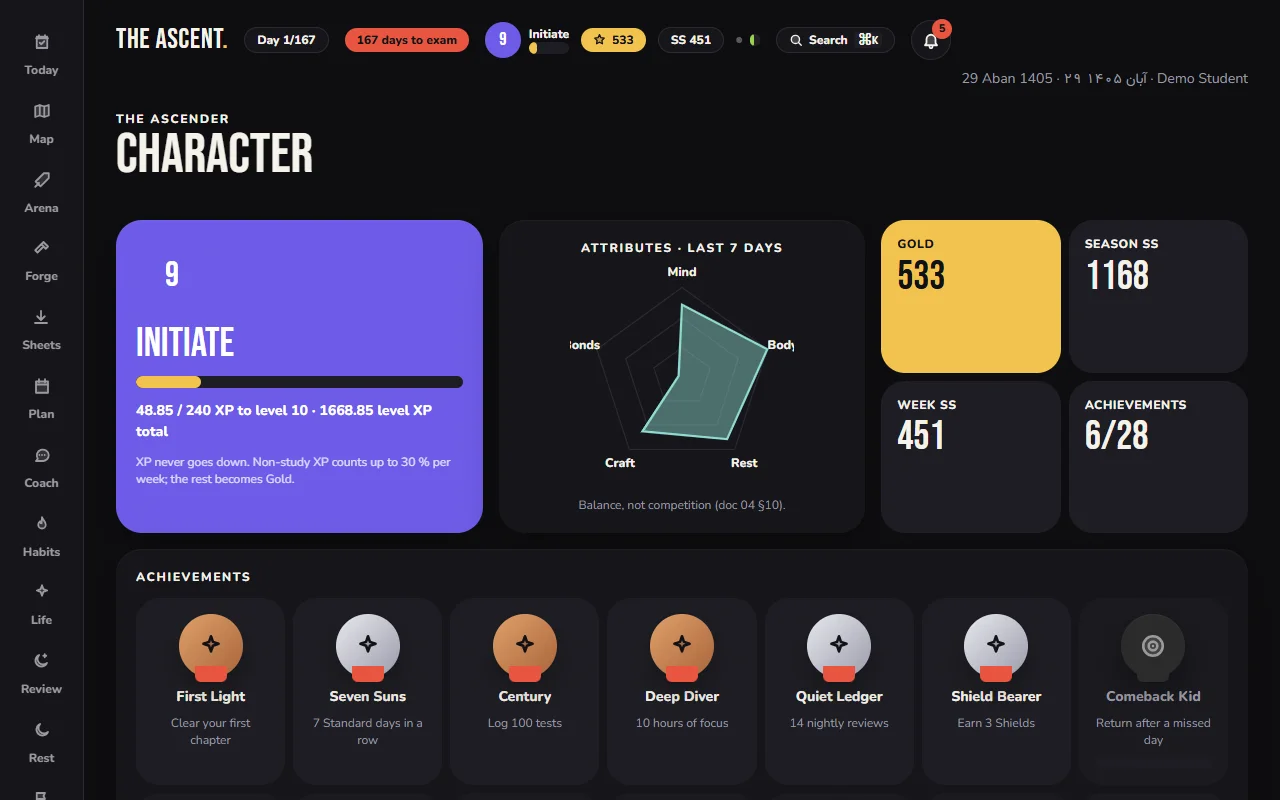 THE ASCENT.
Day 1/167
167 days to exam
9
Initiate
533
SS 451
Search ⌘K
5
29 Aban 1405 · ۲۹ آبان ۱۴۰۵ · Demo Student
Today
Map
Arena
Forge
Sheets
Plan
Coach
Habits
Life
Review
Rest
THE ASCENDER
CHARACTER
9
INITIATE
48.85 / 240 XP to level 10 · 1668.85 level XP
total
XP never goes down. Non-study XP counts up to 30 % per
week; the rest becomes Gold.
ATTRIBUTES · LAST 7 DAYS
Mind
onds
Body
Craft
Rest
Balance, not competition (doc 04 §10).
GOLD
533
SEASON SS
1168
WEEK SS
451
ACHIEVEMENTS
6/28
ACHIEVEMENTS
First Light
Clear your first
chapter
Seven Suns
7 Standard days in a
row
Century
Log 100 tests
Deep Diver
10 hours of focus
Quiet Ledger
14 nightly reviews
Shield Bearer
Earn 3 Shields
Comeback Kid
Return after a missed
day